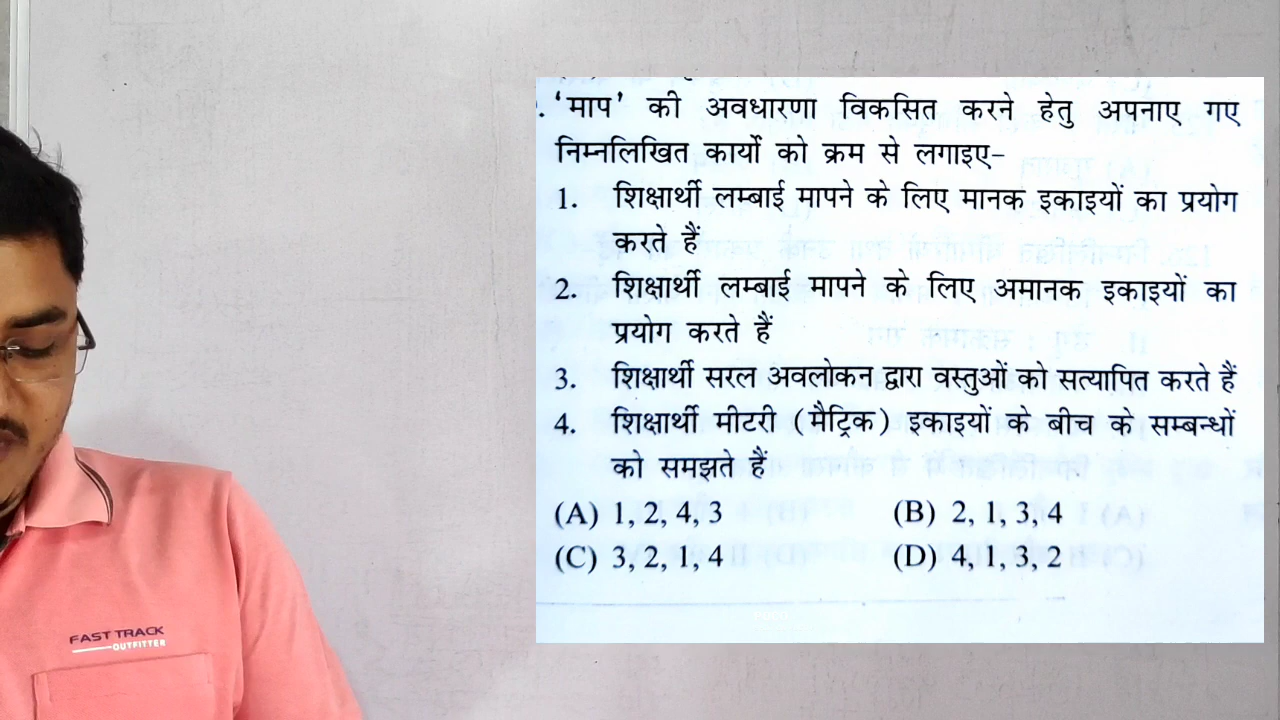 . 'माप' की अवधारणा विकसित करने हेतु अपनाए गए
निम्नलिखित कार्यों को क्रम से लगाइए–
1. शिक्षार्थी लम्बाई मापने के लिए मानक इकाइयों का प्रयोग
करते हैं
2. शिक्षार्थी लम्बाई मापने के लिए अमानक इकाइयों का
प्रयोग करते हैं
3. शिक्षार्थी सरल अवलोकन द्वारा वस्तुओं को सत्यापित करते हैं
4. शिक्षार्थी मीटरी (मैट्रिक) इकाइयों के बीच के सम्बन्धों
को समझते हैं
(A) 1, 2, 4, 3 (B) 2, 1, 3, 4
(C) 3, 2, 1, 4 (D) 4, 1, 3, 2
FAST TRACK
OUTFITTER